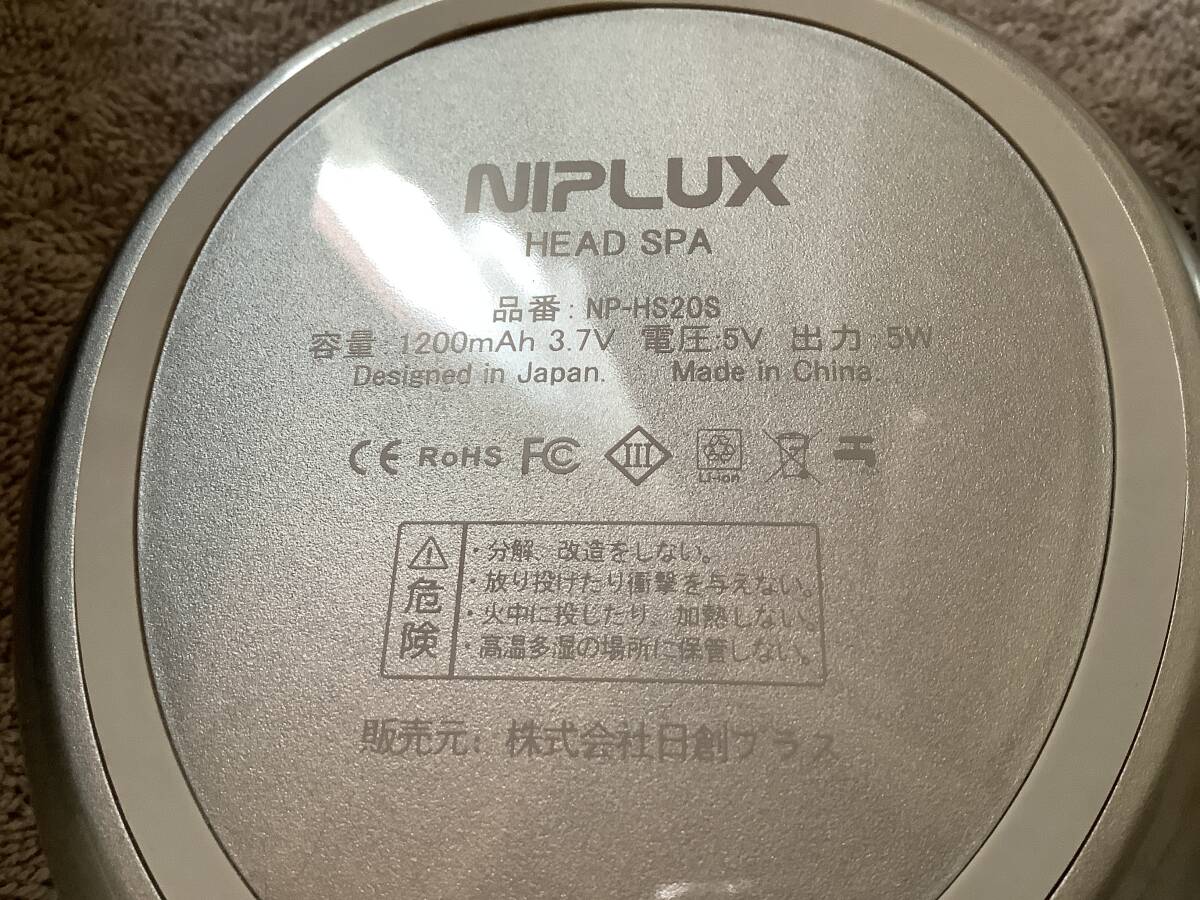 NIPLUX
HEAD SPA
品番: NP-HS20S
容量:1200mAh 3.7V 電圧:5V 出力:5W
Designed in Japan. Made in China.
CE RoHS FC III Li-ion
危険
・分解、改造をしない。
・放り投げたり衝撃を与えない。
・火中に投じたり、加熱しない。
・高温多湿の場所に保管しない。
販売元: 株式会社日創プラス